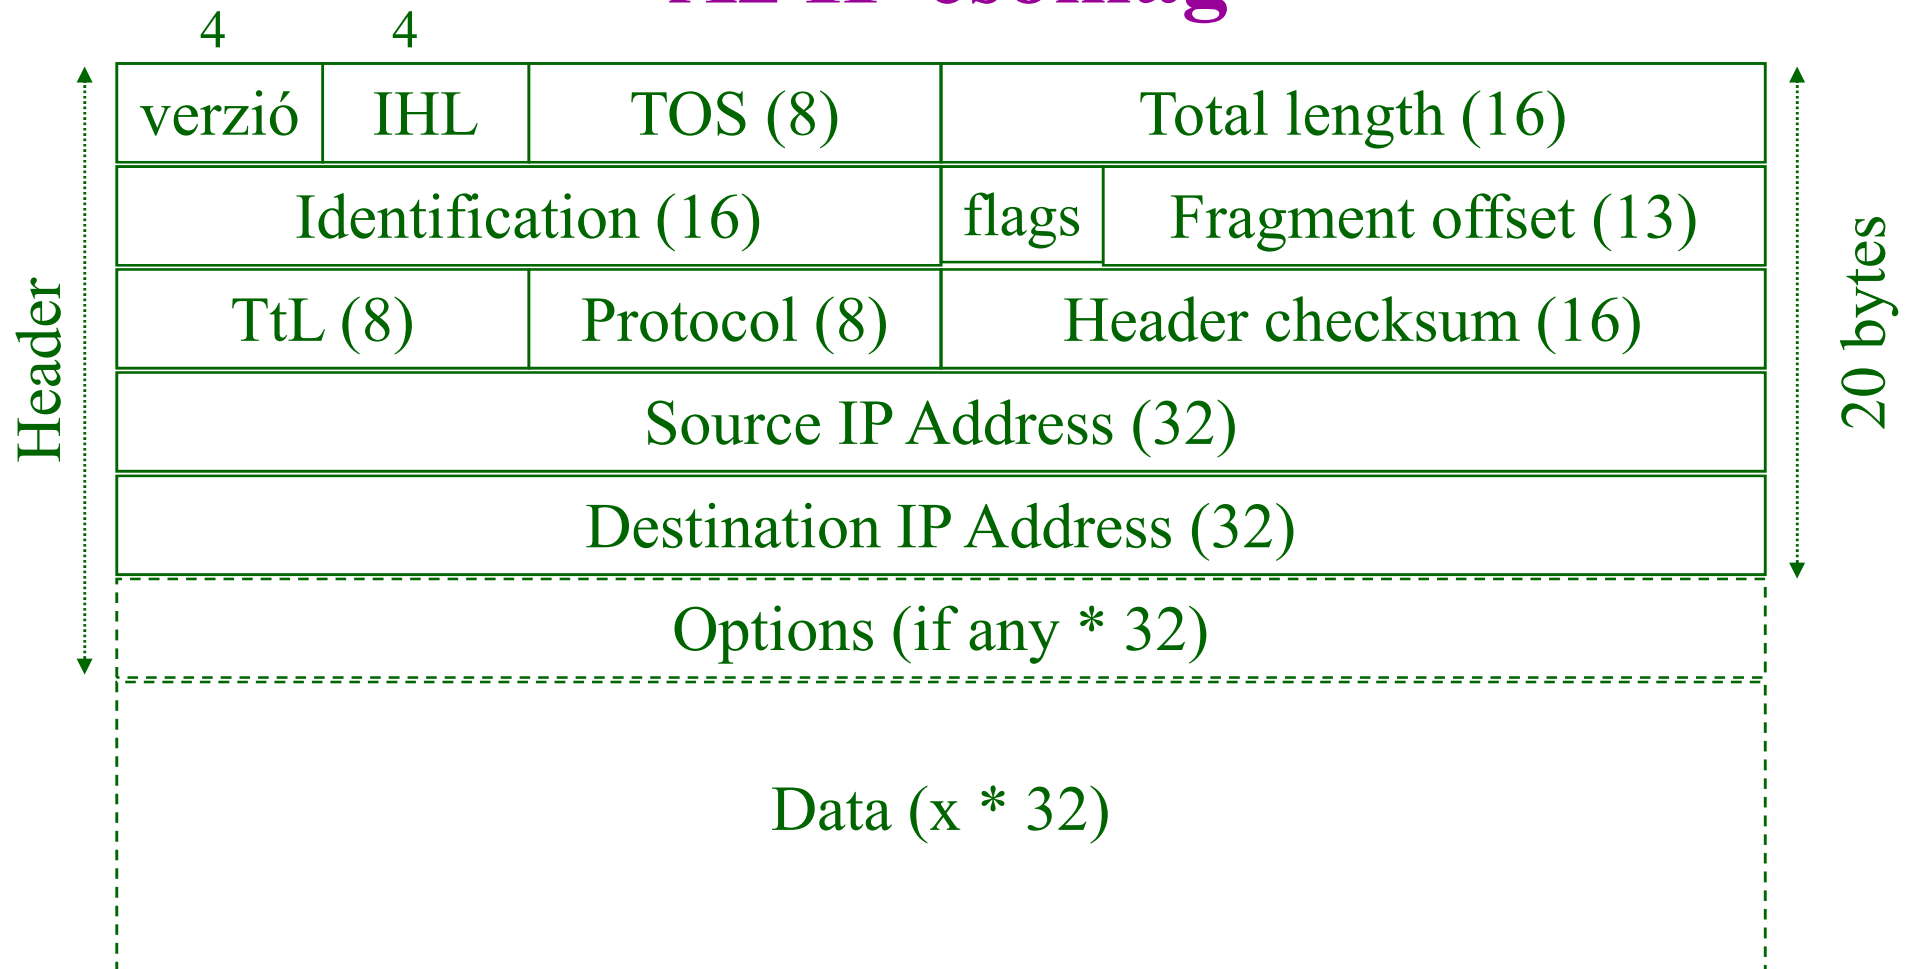 4 4
verzió IHL TOS (8) Total length (16)
Identification (16) flags Fragment offset (13)
TtL (8) Protocol (8) Header checksum (16)
Source IP Address (32)
Destination IP Address (32)
Options (if any * 32)
Data (x * 32)
Header
20 bytes